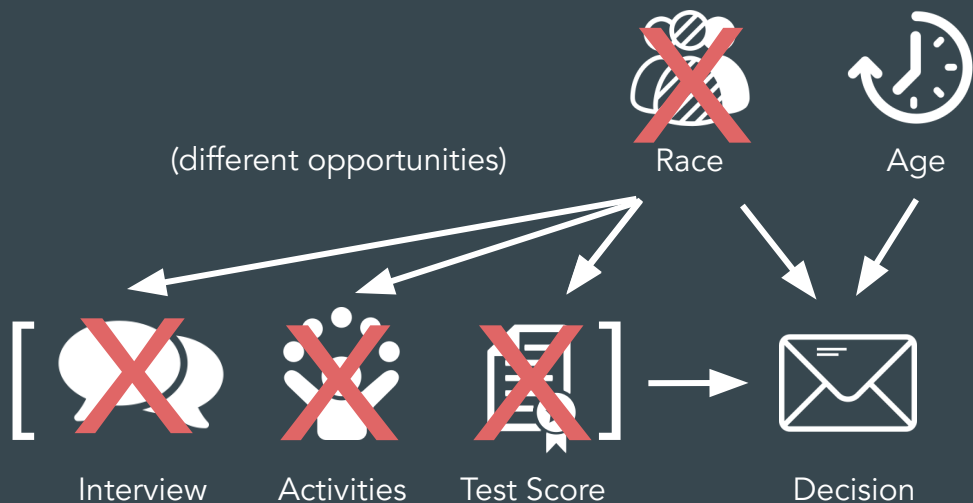 (different opportunities)
Race
Age
Interview
Activities
Test Score
Decision